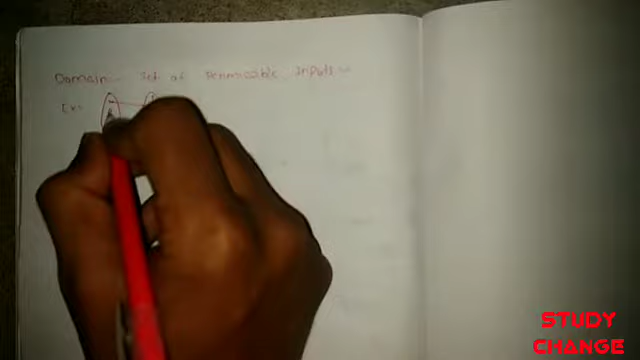 Domain:- Set of Permissible Inputs :-
Ex:-
STUDY
CHANGE